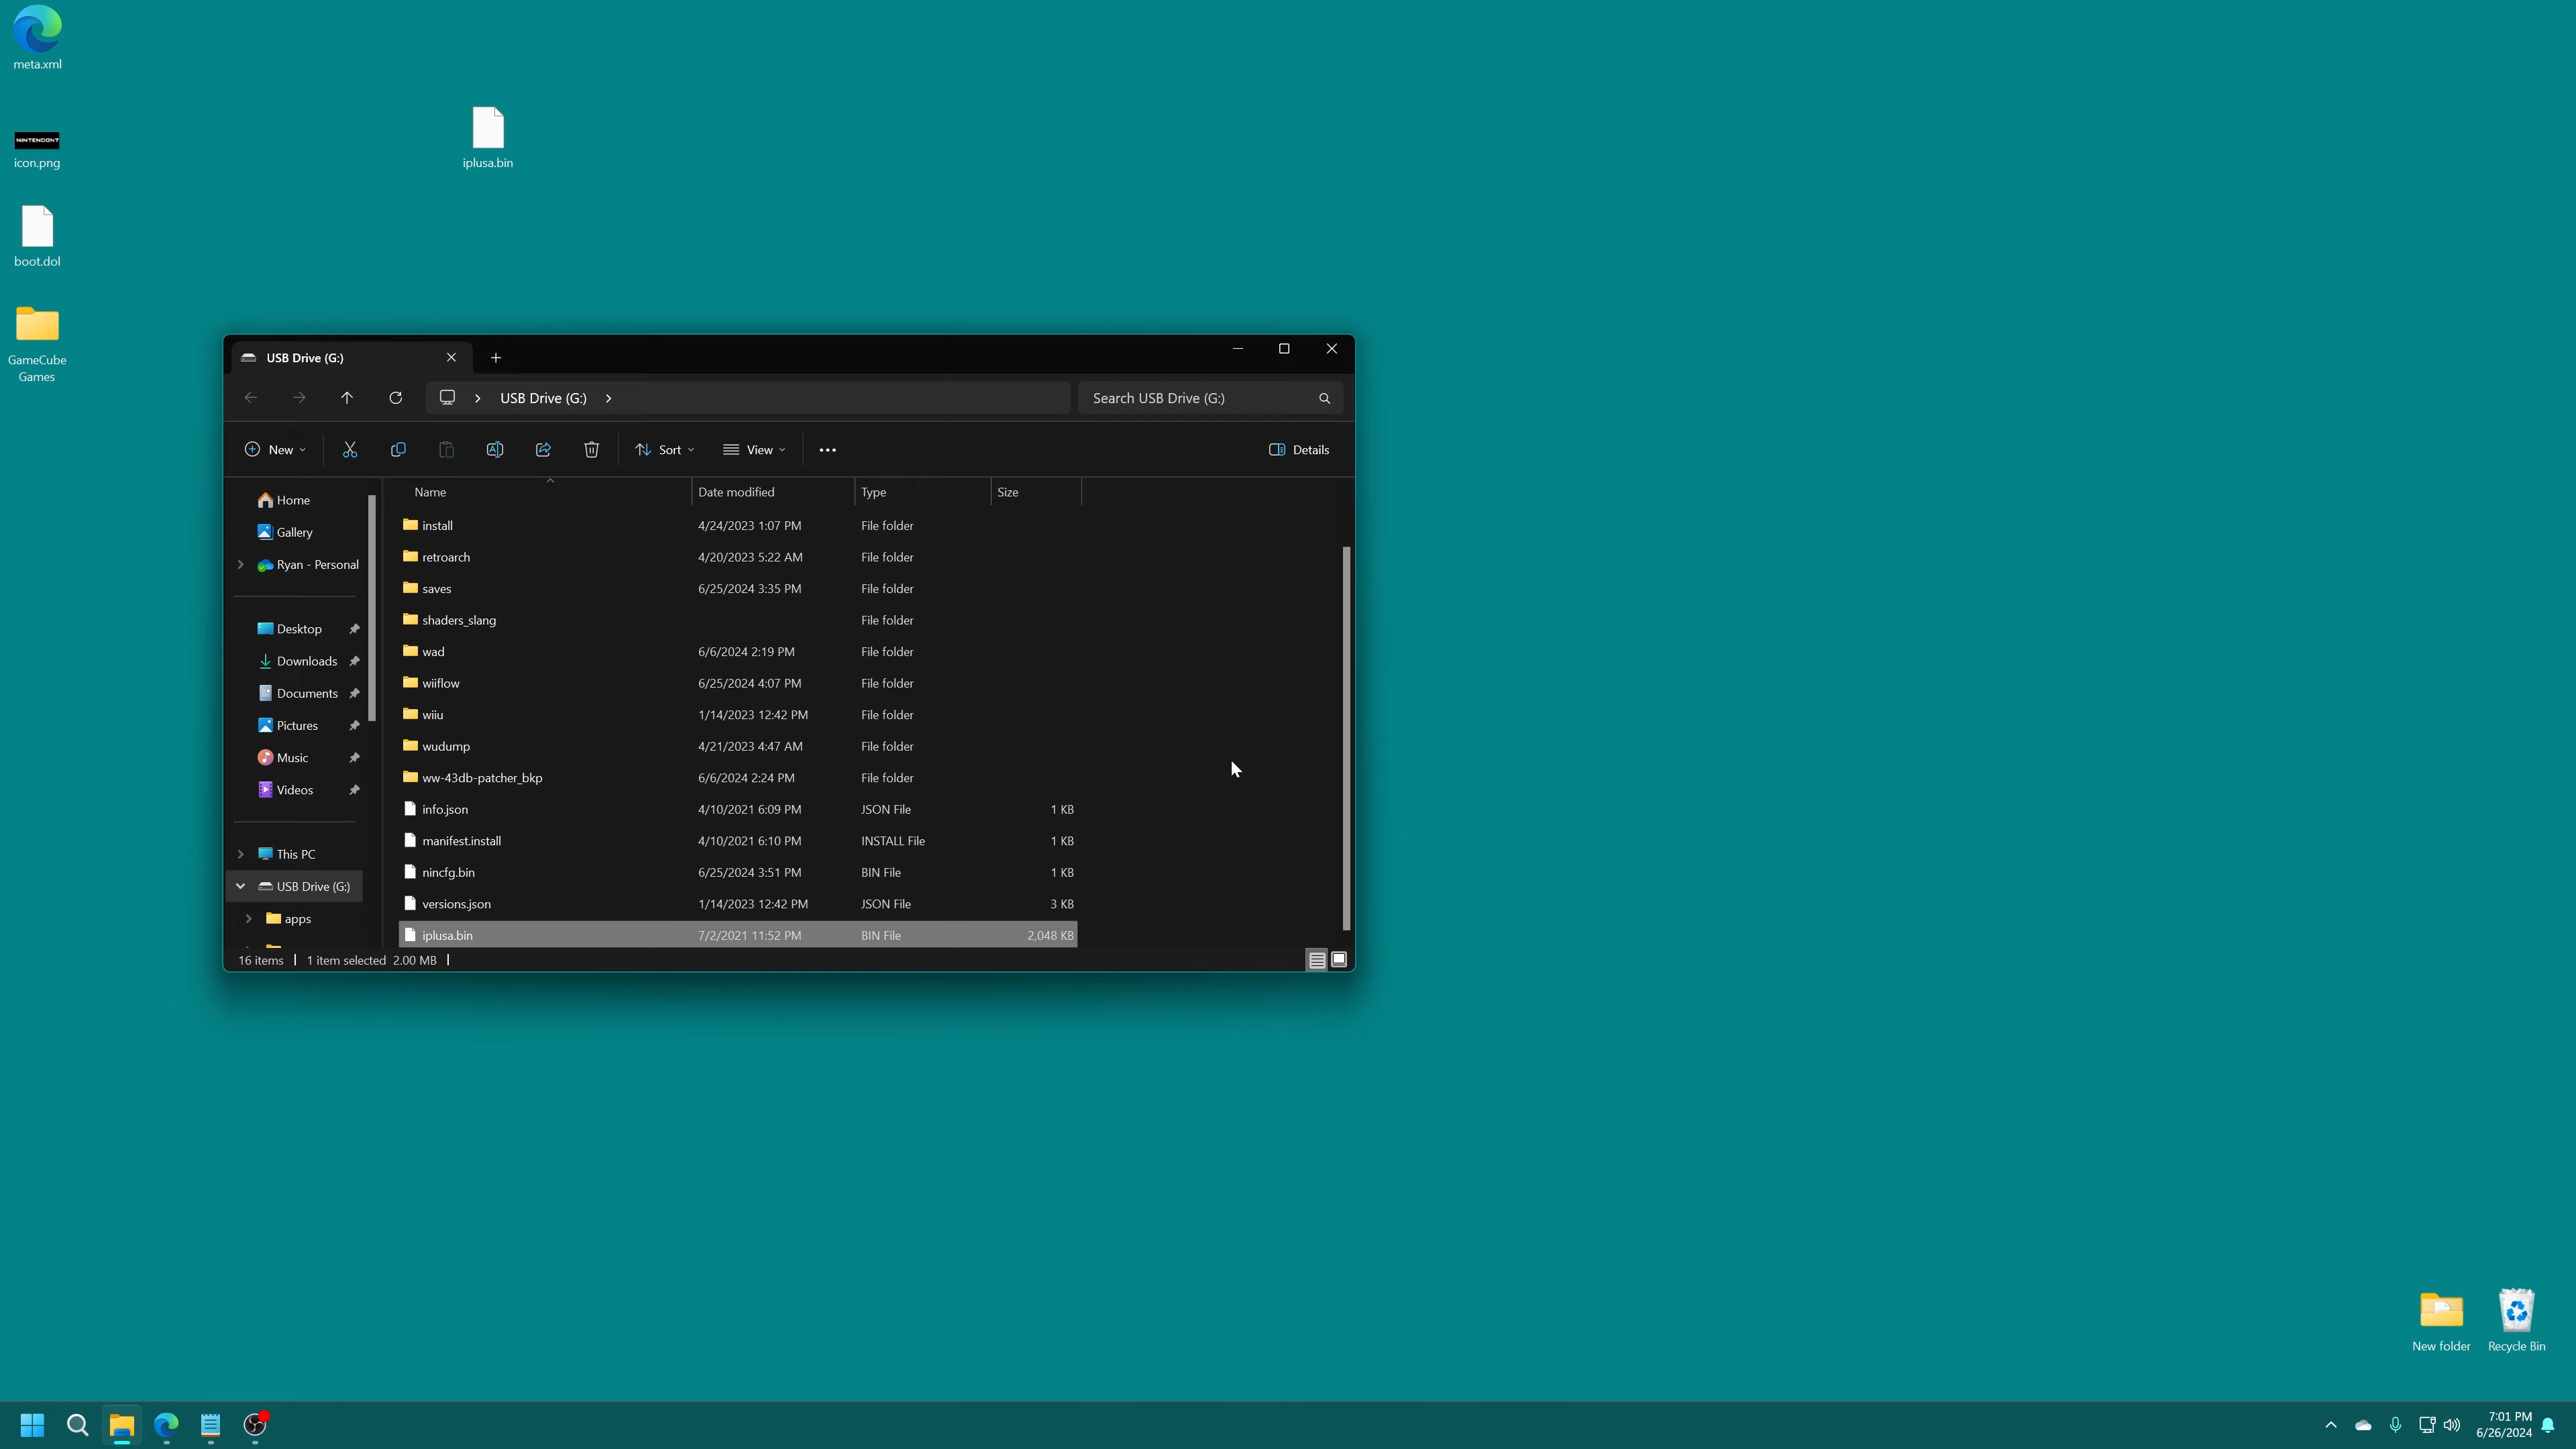 meta.xml
NINTENDONT
icon.png
boot.dol
GameCube
Games
iplusa.bin
USB Drive (G:)
USB Drive (G:)
Search USB Drive (G:)
New
Sort
View
Details
Home
Gallery
Ryan - Personal
Desktop
Downloads
Documents
Pictures
Music
Videos
This PC
USB Drive (G:)
apps
Name Date modified Type Size
install 4/24/2023 1:07 PM File folder
retroarch 4/20/2023 5:22 AM File folder
saves 6/25/2024 3:35 PM File folder
shaders_slang File folder
wad 6/6/2024 2:19 PM File folder
wiiflow 6/25/2024 4:07 PM File folder
wiiu 1/14/2023 12:42 PM File folder
wudump 4/21/2023 4:47 AM File folder
ww-43db-patcher_bkp 6/6/2024 2:24 PM File folder
info.json 4/10/2021 6:09 PM JSON File 1 KB
manifest.install 4/10/2021 6:10 PM INSTALL File 1 KB
nincfg.bin 6/25/2024 3:51 PM BIN File 1 KB
versions.json 1/14/2023 12:42 PM JSON File 3 KB
iplusa.bin 7/2/2021 11:52 PM BIN File 2,048 KB
16 items 1 item selected 2.00 MB
New folder
Recycle Bin
7:01 PM
6/26/2024